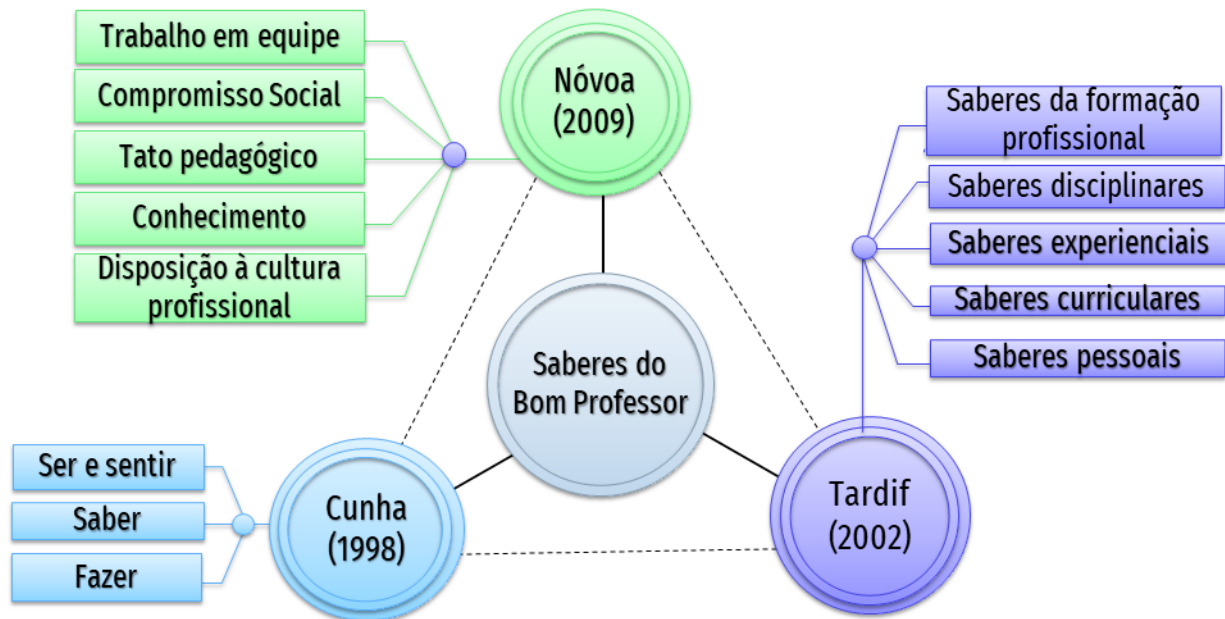 Trabalho em equipe
Compromisso Social
Tato pedagógico
Conhecimento
Disposição à cultura
profissional
Nóvoa
(2009)
Saberes da formação
profissional
Saberes disciplinares
Saberes experienciais
Saberes curriculares
Saberes pessoais
Saberes do
Bom Professor
Ser e sentir
Saber
Fazer
Cunha
(1998)
Tardif
(2002)